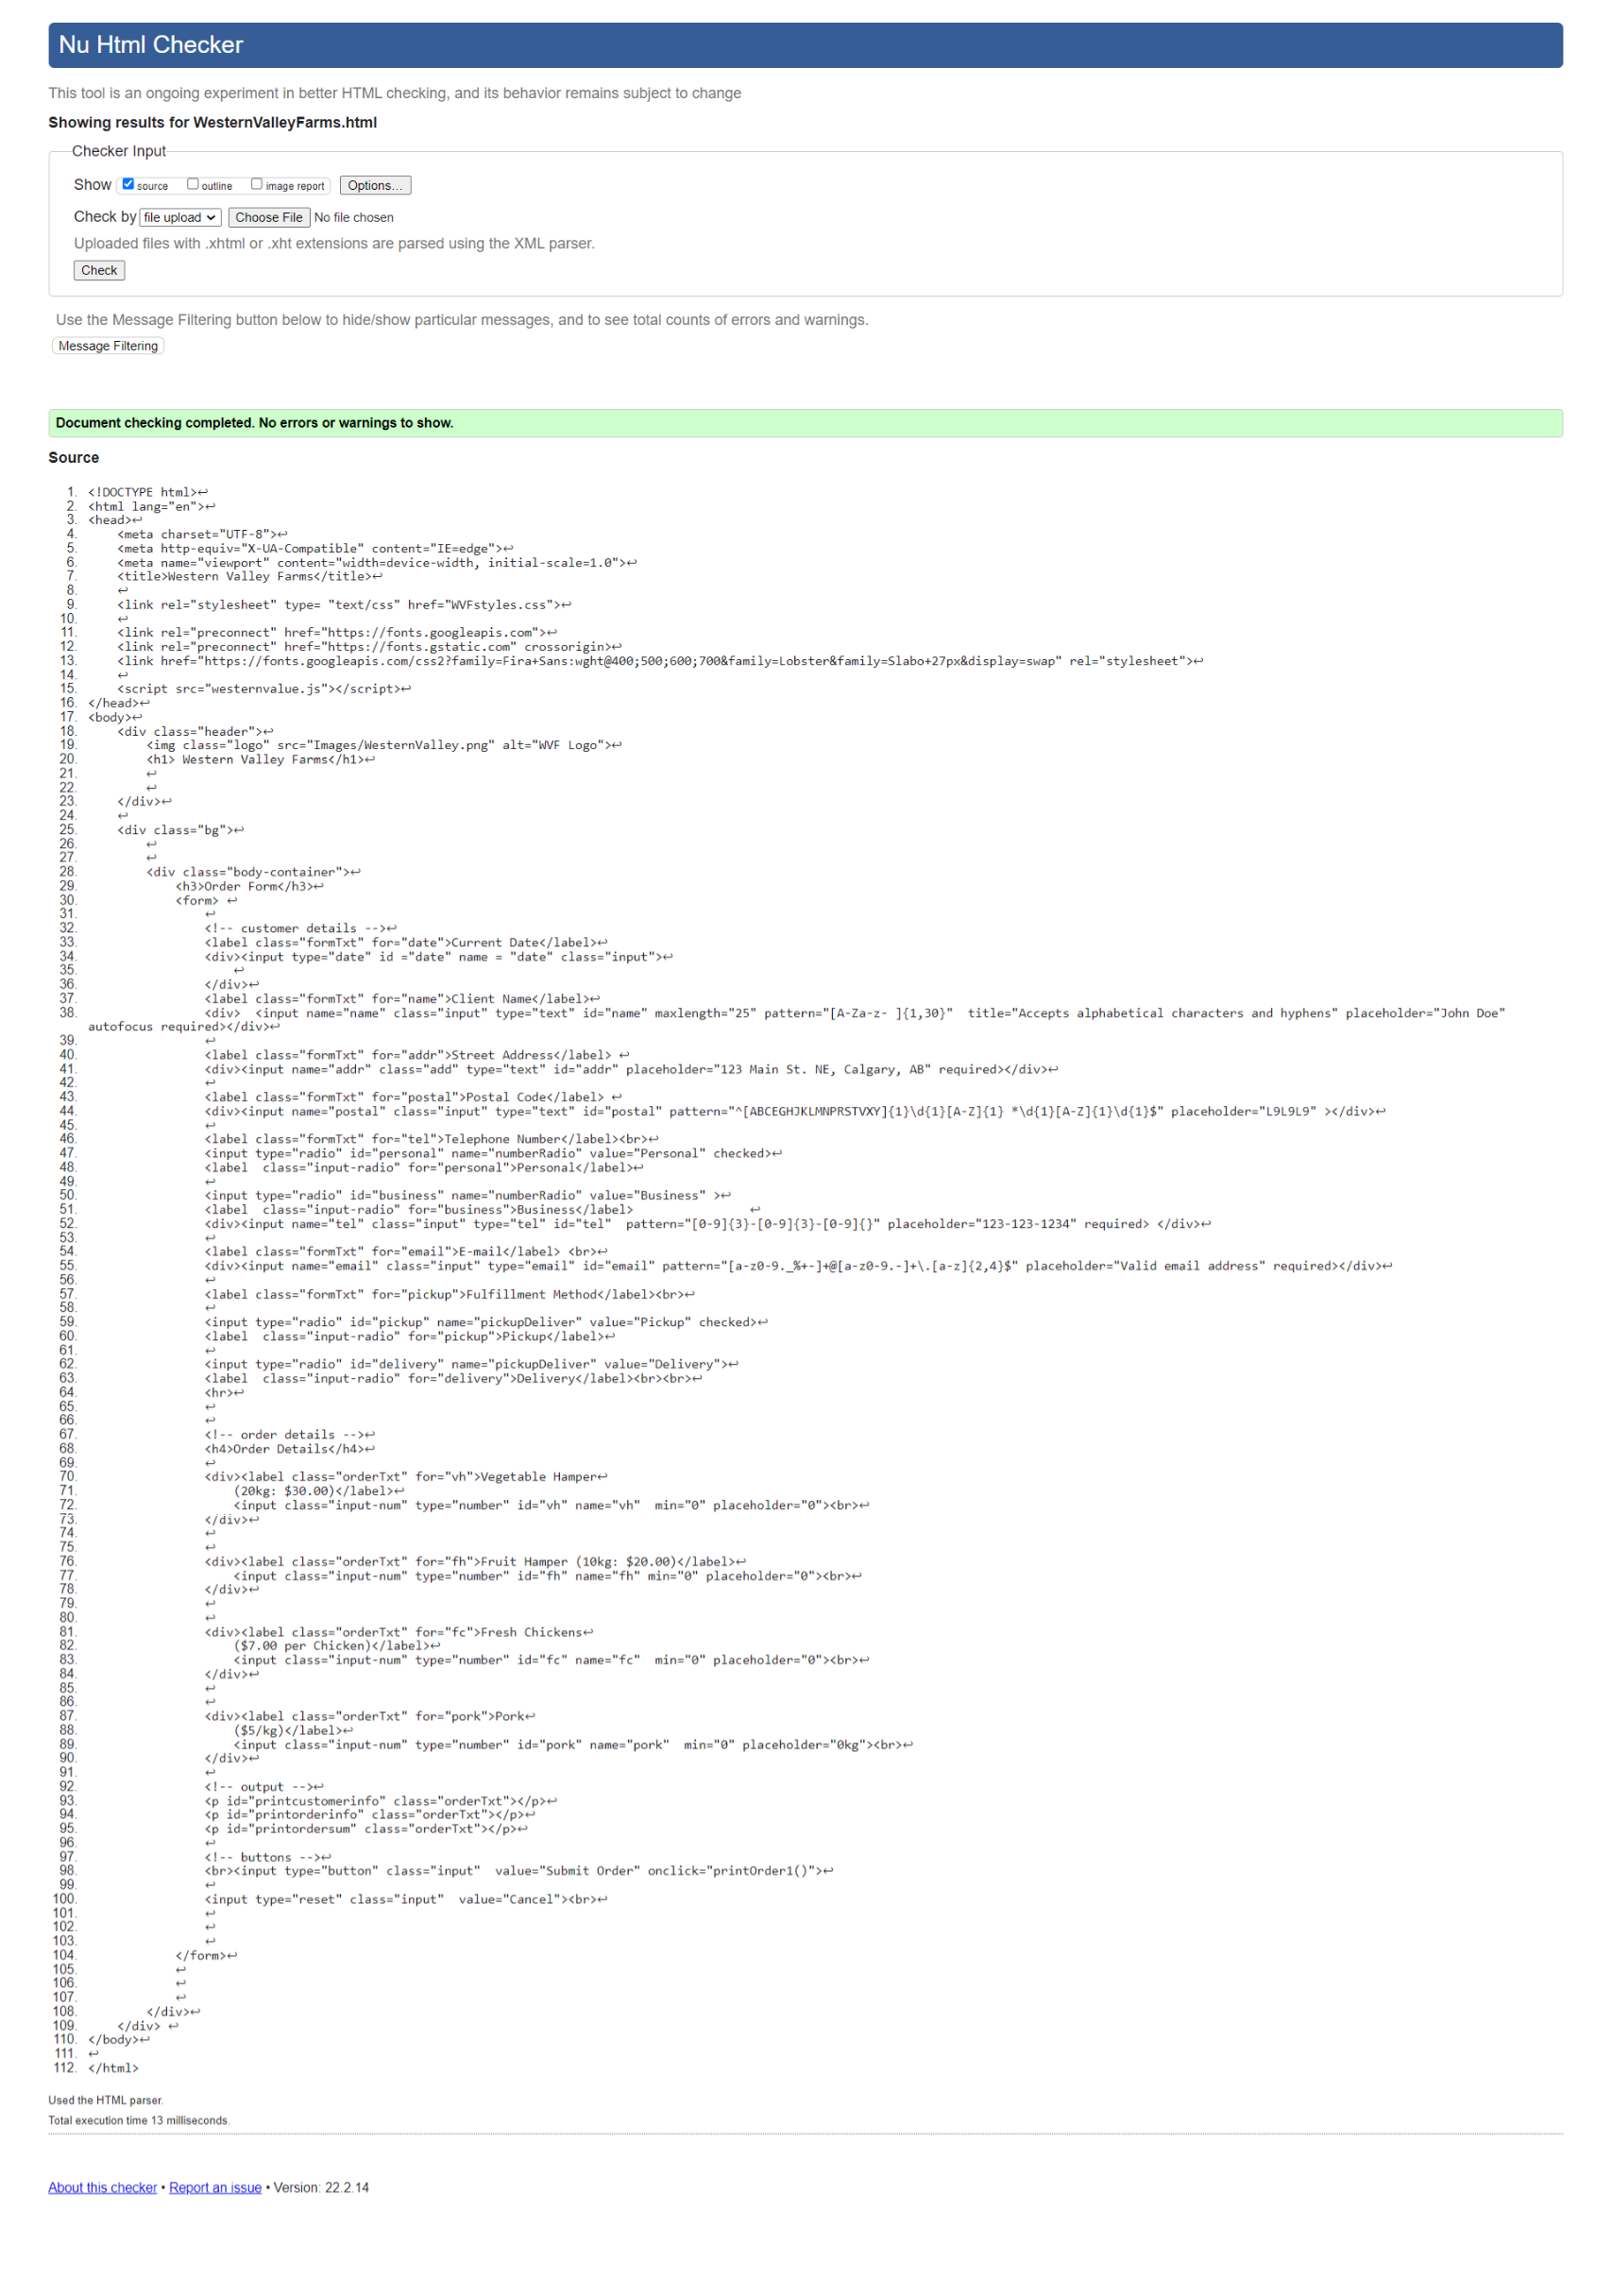 Nu Html Checker
This tool is an ongoing experiment in better HTML checking, and its behavior remains subject to change
Showing results for WesternValleyFarms.html
Checker Input
Show source outline image report Options...
Check by file upload Choose File No file chosen
Uploaded files with .xhtml or .xht extensions are parsed using the XML parser.
Check
Use the Message Filtering button below to hide/show particular messages, and to see total counts of errors and warnings.
Message Filtering
Document checking completed. No errors or warnings to show.
Source
1. <!DOCTYPE html>↩
2. <html lang="en">↩
3. <head>↩
4.     <meta charset="UTF-8">↩
5.     <meta http-equiv="X-UA-Compatible" content="IE=edge">↩
6.     <meta name="viewport" content="width=device-width, initial-scale=1.0">↩
7.     <title>Western Valley Farms</title>↩
8.     ↩
9.     <link rel="stylesheet" type= "text/css" href="WVFstyles.css">↩
10.     ↩
11.     <link rel="preconnect" href="https://fonts.googleapis.com">↩
12.     <link rel="preconnect" href="https://fonts.gstatic.com" crossorigin>↩
13.     <link href="https://fonts.googleapis.com/css2?family=Fira+Sans:wght@400;500;600;700&family=Lobster&family=Slabo+27px&display=swap" rel="stylesheet">↩
14.     ↩
15.     <script src="westernvalue.js"></script>↩
16. </head>↩
17. <body>↩
18.     <div class="header">↩
19.         <img class="logo" src="Images/WesternValley.png" alt="WVF Logo">↩
20.         <h1> Western Valley Farms</h1>↩
21.         ↩
22.         ↩
23.     </div>↩
24.     ↩
25.     <div class="bg">↩
26.         ↩
27.         ↩
28.         <div class="body-container">↩
29.             <h3>Order Form</h3>↩
30.             <form> ↩
31.                 ↩
32.                 <!-- customer details -->↩
33.                 <label class="formTxt" for="date">Current Date</label>↩
34.                 <div><input type="date" id ="date" name = "date" class="input">↩
35.                     ↩
36.                 </div>↩
37.                 <label class="formTxt" for="name">Client Name</label>↩
38.                 <div>  <input name="name" class="input" type="text" id="name" maxlength="25" pattern="[A-Za-z- ]{1,30}"  title="Accepts alphabetical characters and hyphens" placeholder="John Doe"
autofocus required></div>↩
39.                 ↩
40.                 <label class="formTxt" for="addr">Street Address</label> ↩
41.                 <div><input name="addr" class="add" type="text" id="addr" placeholder="123 Main St. NE, Calgary, AB" required></div>↩
42.                 ↩
43.                 <label class="formTxt" for="postal">Postal Code</label> ↩
44.                 <div><input name="postal" class="input" type="text" id="postal" pattern="^[ABCEGHJKLMNPRSTVXY]{1}\d{1}[A-Z]{1} *\d{1}[A-Z]{1}\d{1}$" placeholder="L9L9L9" ></div>↩
45.                 ↩
46.                 <label class="formTxt" for="tel">Telephone Number</label><br>↩
47.                 <input type="radio" id="personal" name="numberRadio" value="Personal" checked>↩
48.                 <label  class="input-radio" for="personal">Personal</label>↩
49.                 ↩
50.                 <input type="radio" id="business" name="numberRadio" value="Business" >↩
51.                 <label  class="input-radio" for="business">Business</label>                ↩
52.                 <div><input name="tel" class="input" type="tel" id="tel"  pattern="[0-9]{3}-[0-9]{3}-[0-9]{}" placeholder="123-123-1234" required> </div>↩
53.                 ↩
54.                 <label class="formTxt" for="email">E-mail</label> <br>↩
55.                 <div><input name="email" class="input" type="email" id="email" pattern="[a-z0-9._%+-]+@[a-z0-9.-]+\.[a-z]{2,4}$" placeholder="Valid email address" required></div>↩
56.                 ↩
57.                 <label class="formTxt" for="pickup">Fulfillment Method</label><br>↩
58.                 ↩
59.                 <input type="radio" id="pickup" name="pickupDeliver" value="Pickup" checked>↩
60.                 <label  class="input-radio" for="pickup">Pickup</label>↩
61.                 ↩
62.                 <input type="radio" id="delivery" name="pickupDeliver" value="Delivery">↩
63.                 <label  class="input-radio" for="delivery">Delivery</label><br><br>↩
64.                 <hr>↩
65.                 ↩
66.                 ↩
67.                 <!-- order details -->↩
68.                 <h4>Order Details</h4>↩
69.                 ↩
70.                 <div><label class="orderTxt" for="vh">Vegetable Hamper↩
71.                     (20kg: $30.00)</label>↩
72.                     <input class="input-num" type="number" id="vh" name="vh"  min="0" placeholder="0"><br>↩
73.                 </div>↩
74.                 ↩
75.                 ↩
76.                 <div><label class="orderTxt" for="fh">Fruit Hamper (10kg: $20.00)</label>↩
77.                     <input class="input-num" type="number" id="fh" name="fh" min="0" placeholder="0"><br>↩
78.                 </div>↩
79.                 ↩
80.                 ↩
81.                 <div><label class="orderTxt" for="fc">Fresh Chickens↩
82.                     ($7.00 per Chicken)</label>↩
83.                     <input class="input-num" type="number" id="fc" name="fc"  min="0" placeholder="0"><br>↩
84.                 </div>↩
85.                 ↩
86.                 ↩
87.                 <div><label class="orderTxt" for="pork">Pork↩
88.                     ($5/kg)</label>↩
89.                     <input class="input-num" type="number" id="pork" name="pork"  min="0" placeholder="0kg"><br>↩
90.                 </div>↩
91.                 ↩
92.                 <!-- output -->↩
93.                 <p id="printcustomerinfo" class="orderTxt"></p>↩
94.                 <p id="printorderinfo" class="orderTxt"></p>↩
95.                 <p id="printordersum" class="orderTxt"></p>↩
96.                 ↩
97.                 <!-- buttons -->↩
98.                 <br><input type="button" class="input"  value="Submit Order" onclick="printOrder1()">↩
99.                 ↩
100.                 <input type="reset" class="input"  value="Cancel"><br>↩
101.                 ↩
102.                 ↩
103.                 ↩
104.             </form>↩
105.             ↩
106.             ↩
107.             ↩
108.         </div>↩
109.     </div> ↩
110. </body>↩
111. ↩
112. </html>
Used the HTML parser.
Total execution time 13 milliseconds.
About this checker • Report an issue • Version: 22.2.14